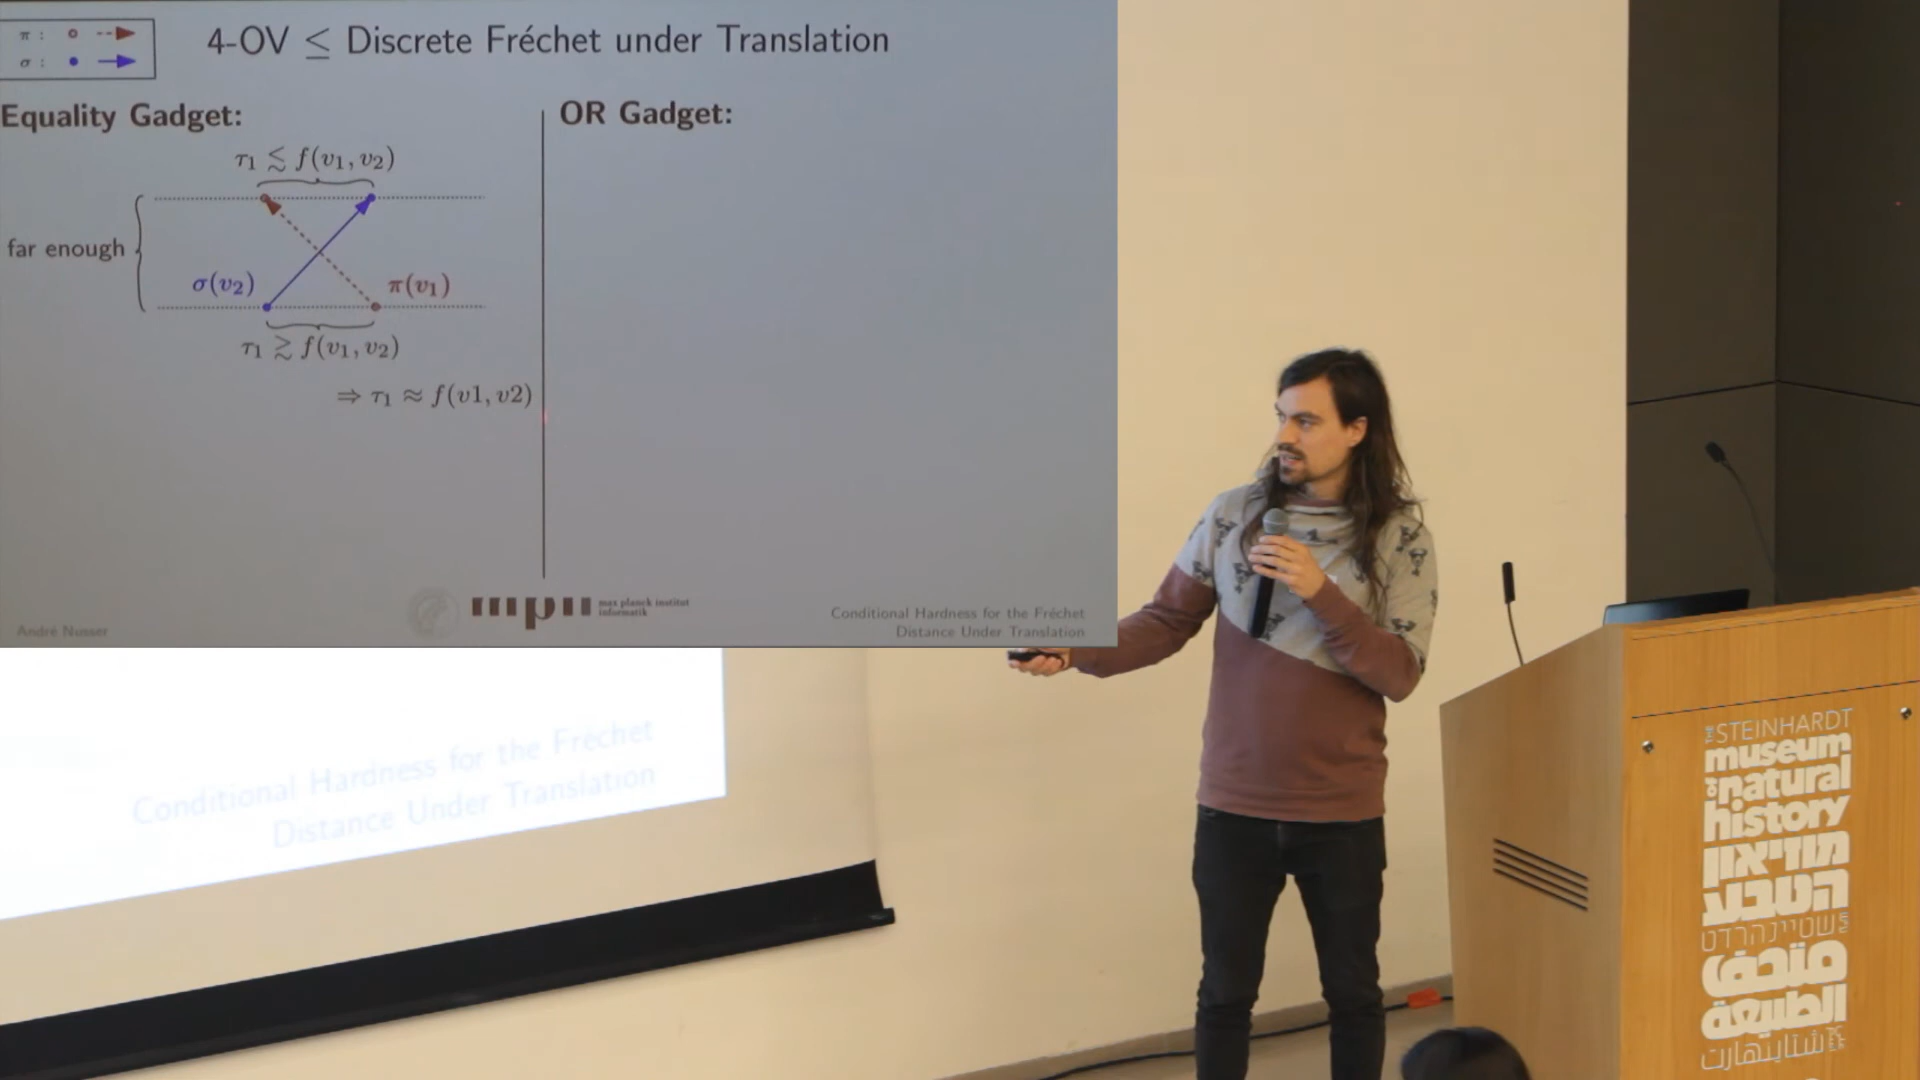 π :
σ :
4-OV ≤ Discrete Fréchet under Translation
Equality Gadget:
τ₁ ≲ f(v₁, v₂)
far enough
σ(v₂)
π(v₁)
τ₁ ≳ f(v₁, v₂)
⇒ τ₁ ≈ f(v1, v2)
OR Gadget:
André Nusser
max planck institut
informatik
Conditional Hardness for the Fréchet
Distance Under Translation
Conditional Hardness for the Fréchet
Distance Under Translation
STEINHARDT
museum
of natural
history
מוזיאון
הטבע
שטיינהרדט
متحف
الطبيعة
شتاينهارت